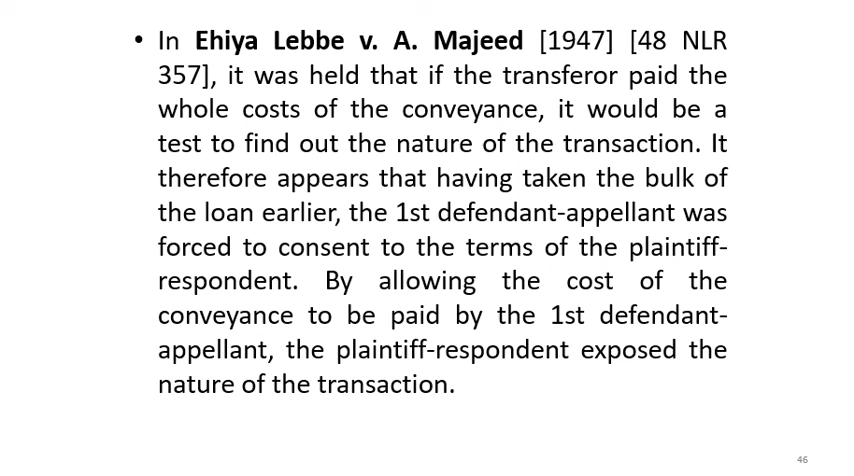 • In Ehiya Lebbe v. A. Majeed [1947] [48 NLR
357], it was held that if the transferor paid the
whole costs of the conveyance, it would be a
test to find out the nature of the transaction. It
therefore appears that having taken the bulk of
the loan earlier, the 1st defendant-appellant was
forced to consent to the terms of the plaintiff-
respondent. By allowing the cost of the
conveyance to be paid by the 1st defendant-
appellant, the plaintiff-respondent exposed the
nature of the transaction.
46